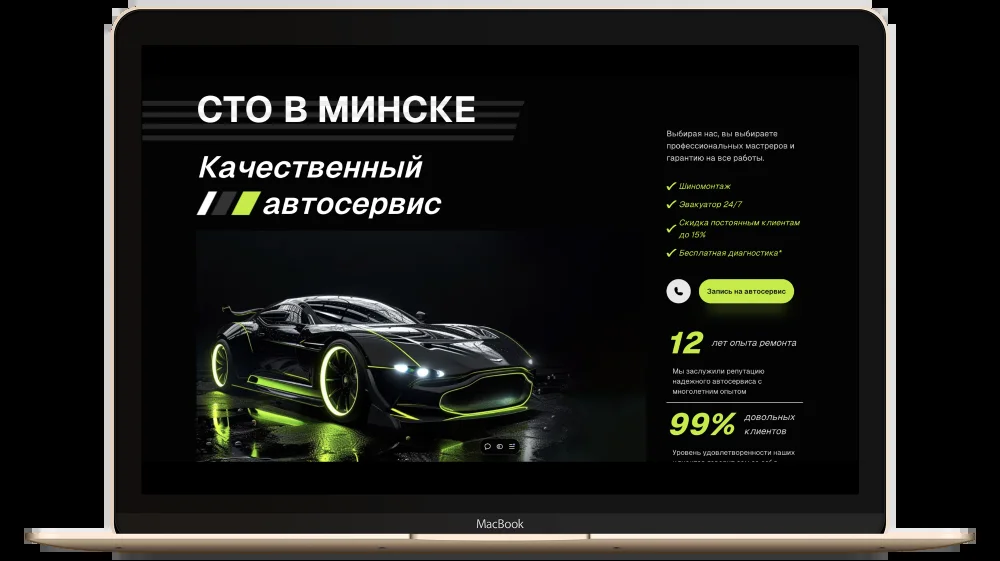 СТО В МИНСКЕ
Качественный
автосервис
Выбирая нас, вы выбираете
профессиональных мастреров и
гарантию на все работы.
Шиномонтаж
Эвакуатор 24/7
Скидка постоянным клиентам
до 15%
Бесплатная диагностика*
Запись на автосервис
12 лет опыта ремонта
Мы заслужили репутацию
надежного автосервиса с
многолетним опытом
99% довольных
клиентов
Уровень удовлетворенности наших
MacBook